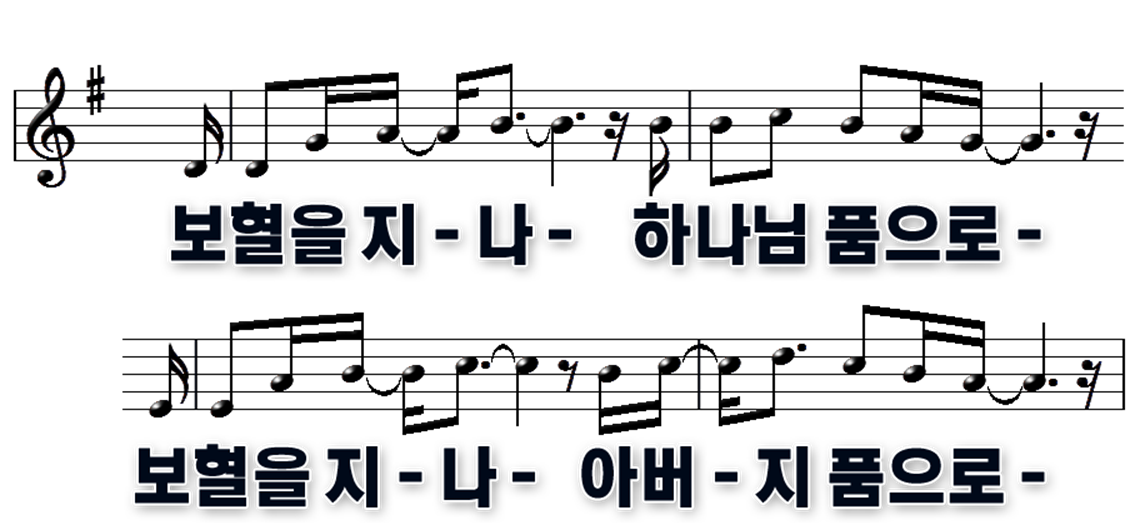 보혈을 지 - 나 - 하나님 품으로 -
보혈을 지 - 나 - 아버 - 지 품으로 -